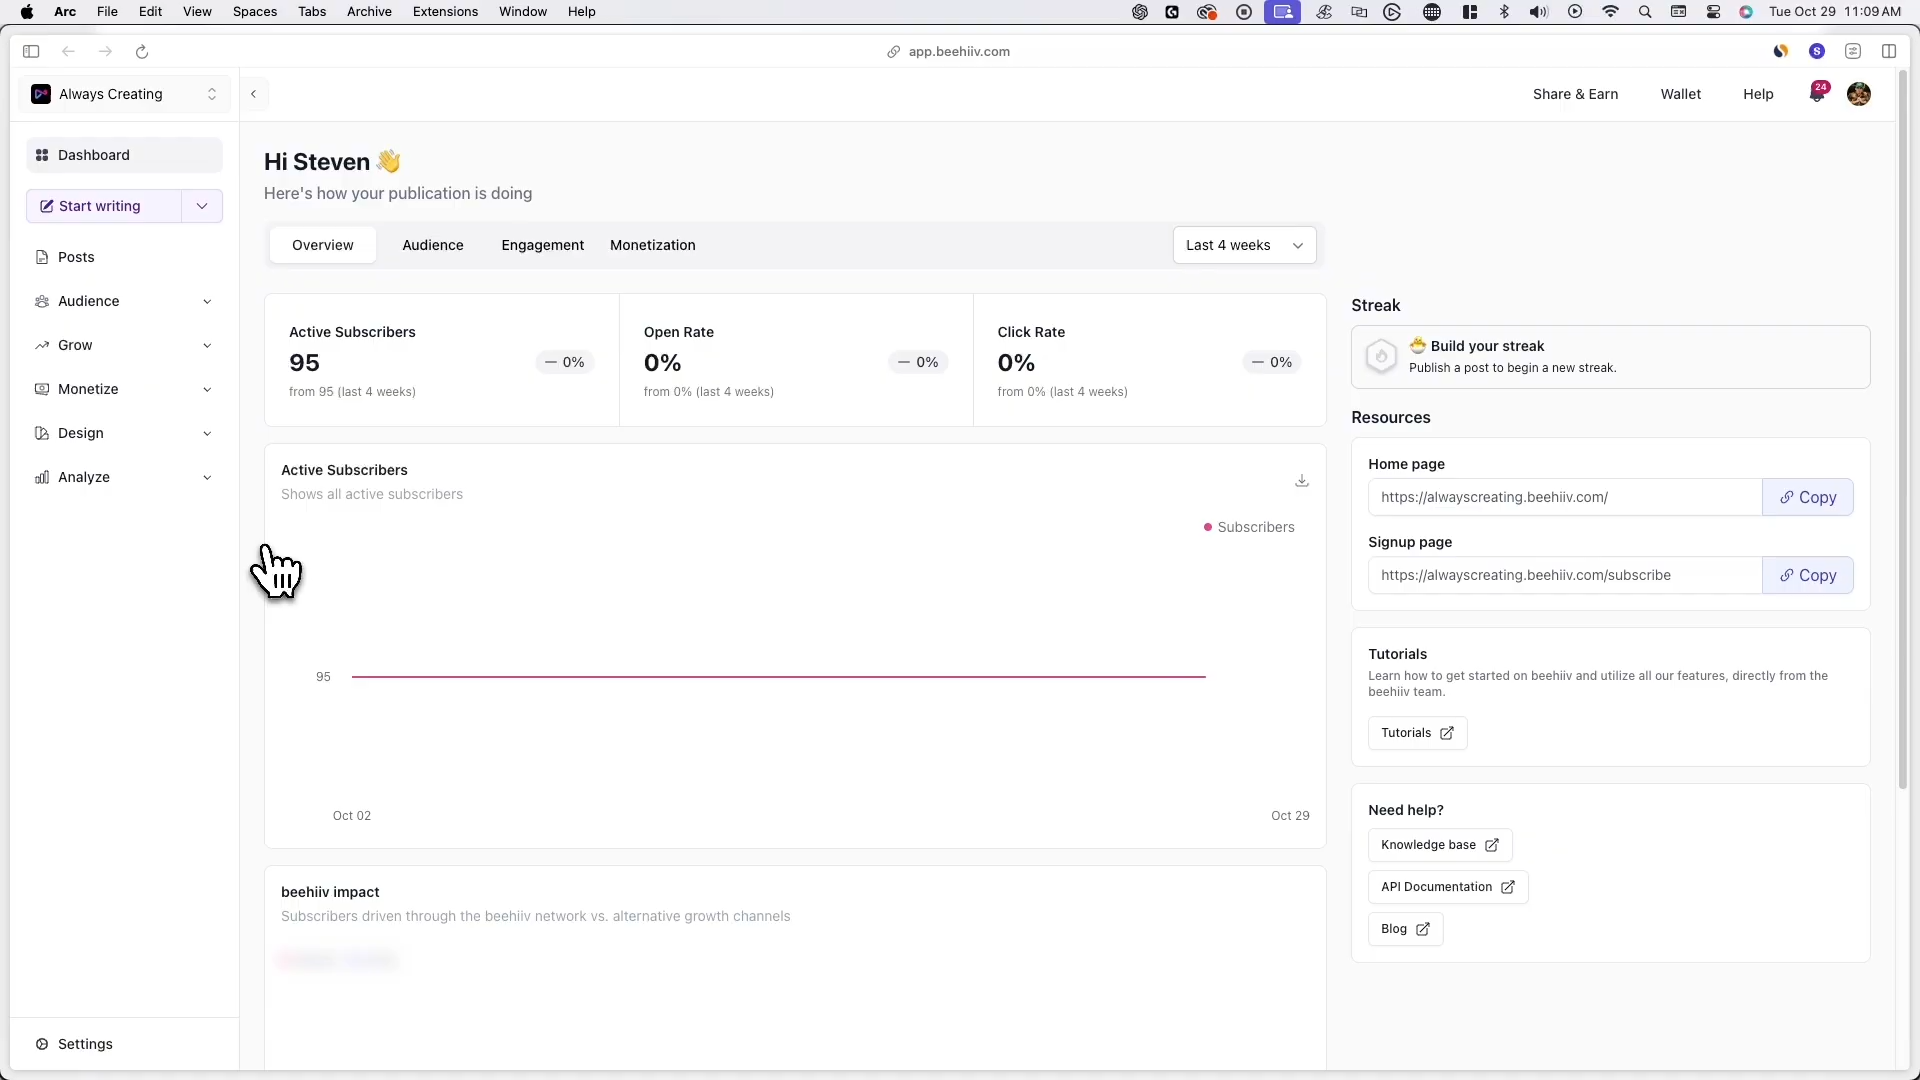 Arc File Edit View Spaces Tabs Archive Extensions Window Help Tue Oct 29 11:09 AM
app.beehiiv.com
Always Creating
Share & Earn Wallet Help 24
Dashboard
Start writing
Posts
Audience
Grow
Monetize
Design
Analyze
Settings
Hi Steven 👋
Here's how your publication is doing
Overview Audience Engagement Monetization Last 4 weeks
Active Subscribers
95 — 0%
from 95 (last 4 weeks)
Open Rate
0% — 0%
from 0% (last 4 weeks)
Click Rate
0% — 0%
from 0% (last 4 weeks)
Active Subscribers
Shows all active subscribers
Subscribers
95
Oct 02 Oct 29
beehiiv impact
Subscribers driven through the beehiiv network vs. alternative growth channels
Streak
🐣 Build your streak
Publish a post to begin a new streak.
Resources
Home page
https://alwayscreating.beehiiv.com/ Copy
Signup page
https://alwayscreating.beehiiv.com/subscribe Copy
Tutorials
Learn how to get started on beehiiv and utilize all our features, directly from the
beehiiv team.
Tutorials
Need help?
Knowledge base
API Documentation
Blog